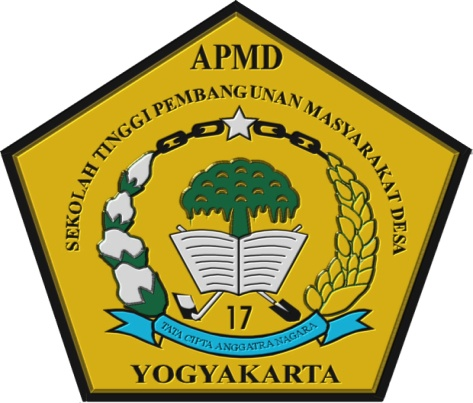 APMD
SEKOLAH TINGGI PEMBANGUNAN MASYARAKAT DESA
17
TATA CIPTA ANGGATRA NAGARA
YOGYAKARTA